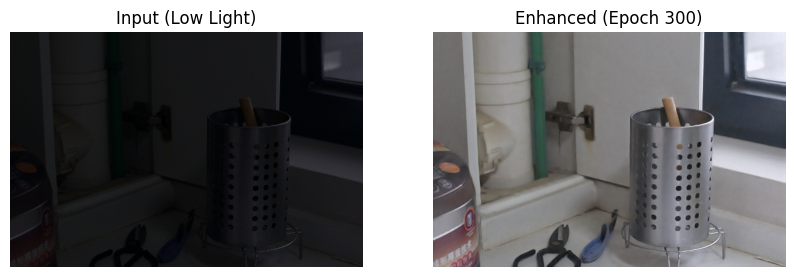 Input (Low Light)
Enhanced (Epoch 300)